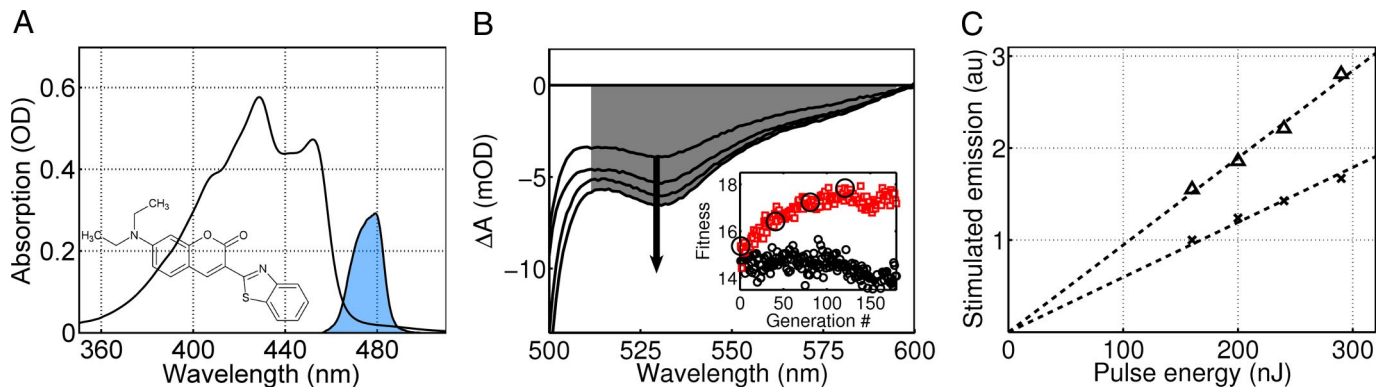 A
Absorption (OD)
0.6
0.4
0.2
0
360
400
440
480
Wavelength (nm)
CH₃
H₃C
N
O
O
N
S
B
ΔA (mOD)
0
−5
−10
500
525
550
575
600
Wavelength (nm)
Fitness
18
16
14
0
50
100
150
Generation #
C
Stimulated emission (au)
3
2
1
0
100
200
300
Pulse energy (nJ)